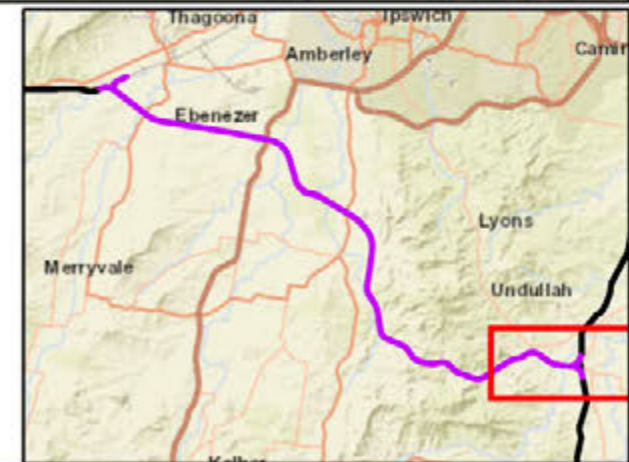 Thagoona
Ipswich
Amberley
Ebenezer
Lyons
Merryvale
Undullah